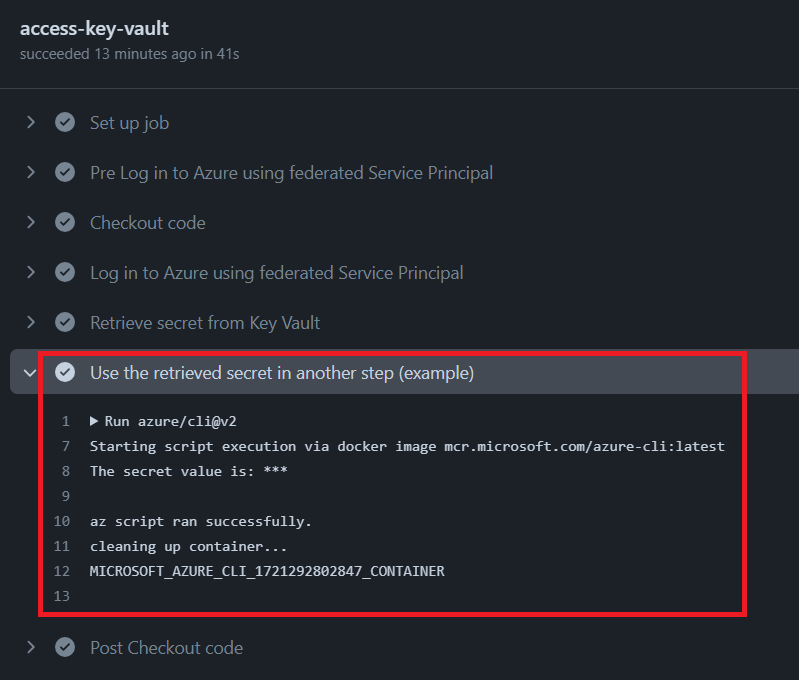 access-key-vault
succeeded 13 minutes ago in 41s
Set up job
Pre Log in to Azure using federated Service Principal
Checkout code
Log in to Azure using federated Service Principal
Retrieve secret from Key Vault
Use the retrieved secret in another step (example)
1 Run azure/cli@v2
7 Starting script execution via docker image mcr.microsoft.com/azure-cli:latest
8 The secret value is: ***
9
10 az script ran successfully.
11 cleaning up container...
12 MICROSOFT_AZURE_CLI_1721292802847_CONTAINER
13
Post Checkout code